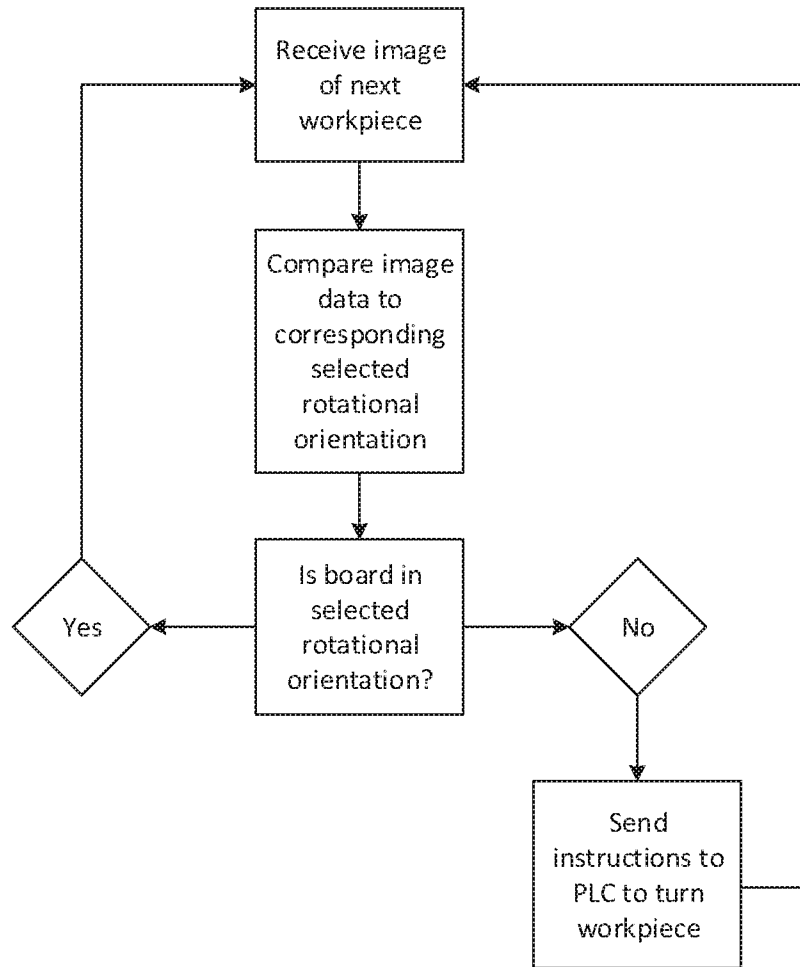 Receive image
of next
workpiece
Compare image
data to
corresponding
selected
rotational
orientation
Is board in
selected
rotational
orientation?
Yes
No
Send
instructions to
PLC to turn
workpiece